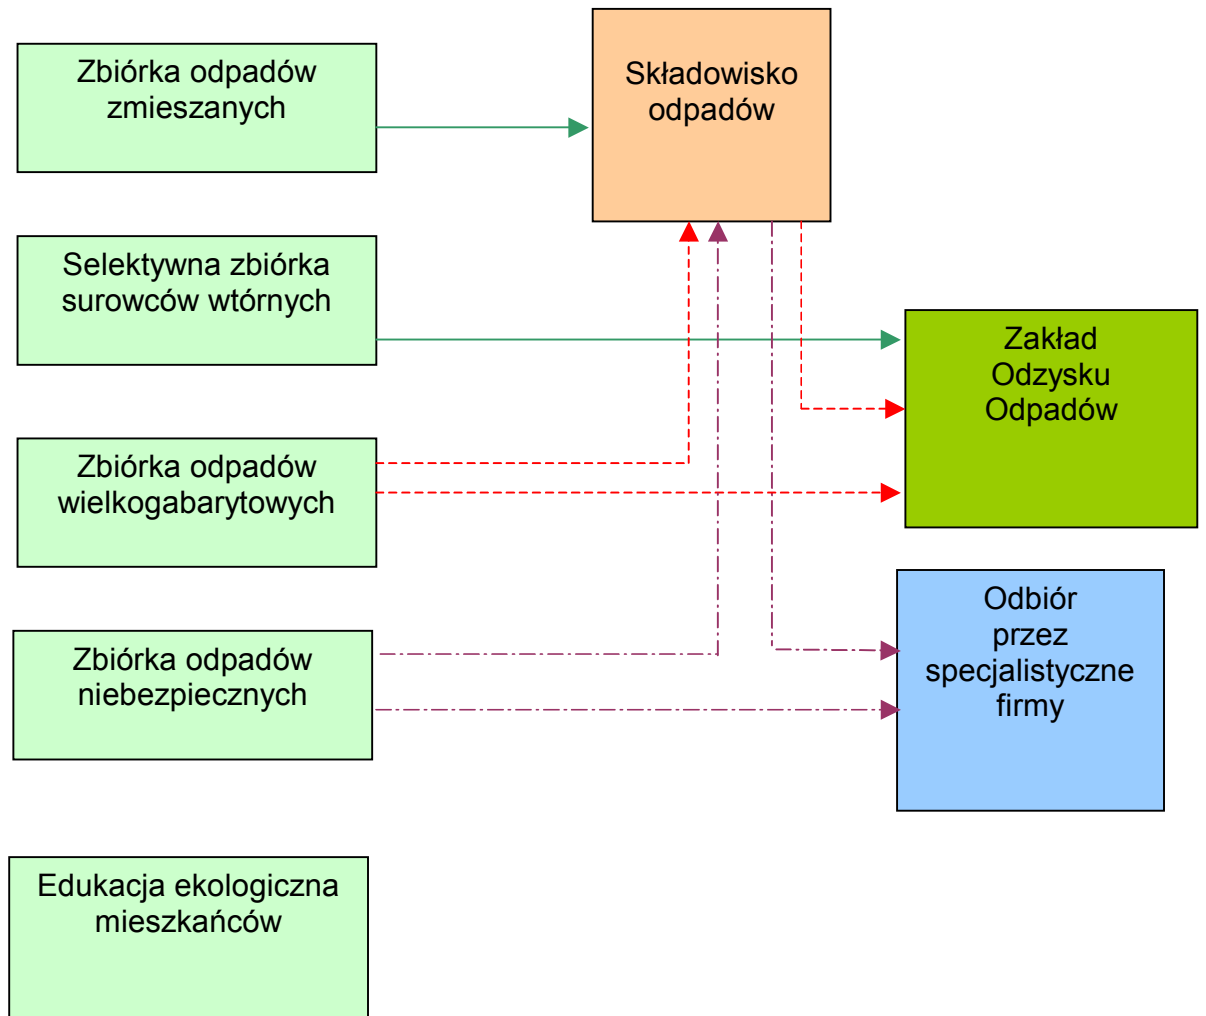 Zbiórka odpadów
zmieszanych
Składowisko
odpadów
Selektywna zbiórka
surowców wtórnych
Zakład
Odzysku
Odpadów
Zbiórka odpadów
wielkogabarytowych
Odbiór
przez
specjalistyczne
firmy
Zbiórka odpadów
niebezpiecznych
Edukacja ekologiczna
mieszkańców